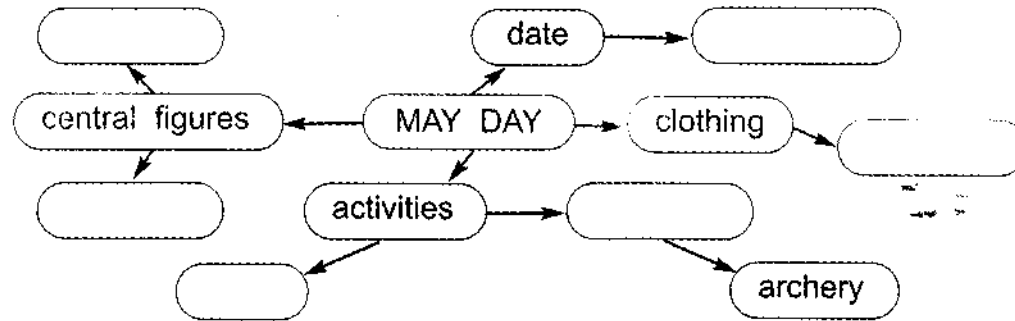 date
central figures
MAY DAY
clothing
activities
archery